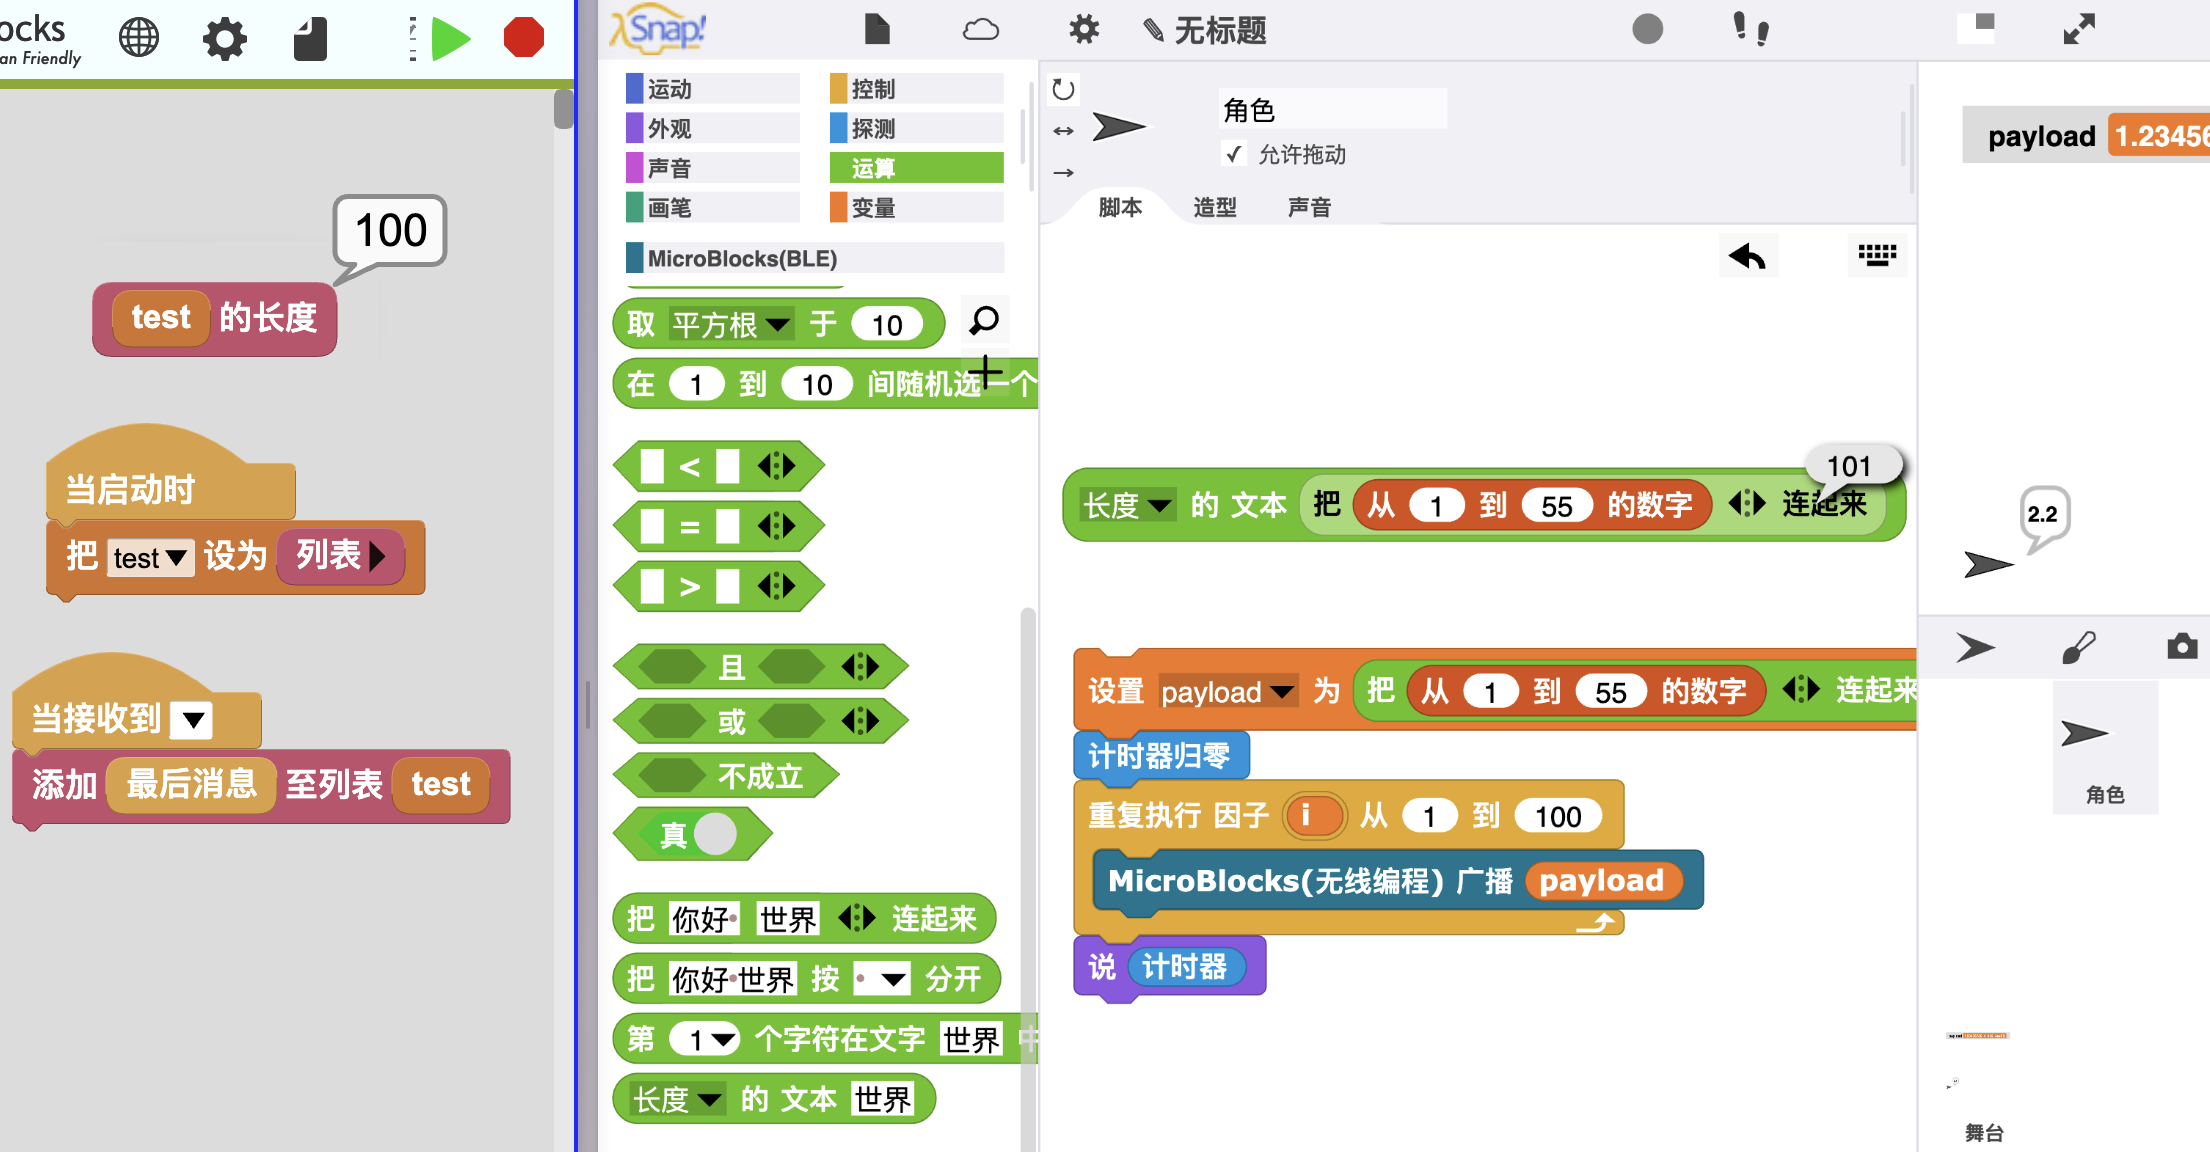 ocks
an Friendly
100
test 的长度
当启动时
把 test 设为 列表
当接收到
添加 最后消息 至列表 test
Snap!
无标题
运动 控制
外观 探测
声音 运算
画笔 变量
MicroBlocks(BLE)
取 平方根 于 10
在 1 到 10 间随机选一个
<
=
>
且
或
不成立
真
把 你好 世界 连起来
把 你好 世界 按 分开
第 1 个字符在文字 世界 中
长度 的 文本 世界
角色
允许拖动
脚本 造型 声音
101
长度 的 文本 把 从 1 到 55 的数字 连起来
设置 payload 为 把 从 1 到 55 的数字 连起来
计时器归零
重复执行 因子 i 从 1 到 100
MicroBlocks(无线编程) 广播 payload
说 计时器
payload 1.23456
2.2
角色
舞台